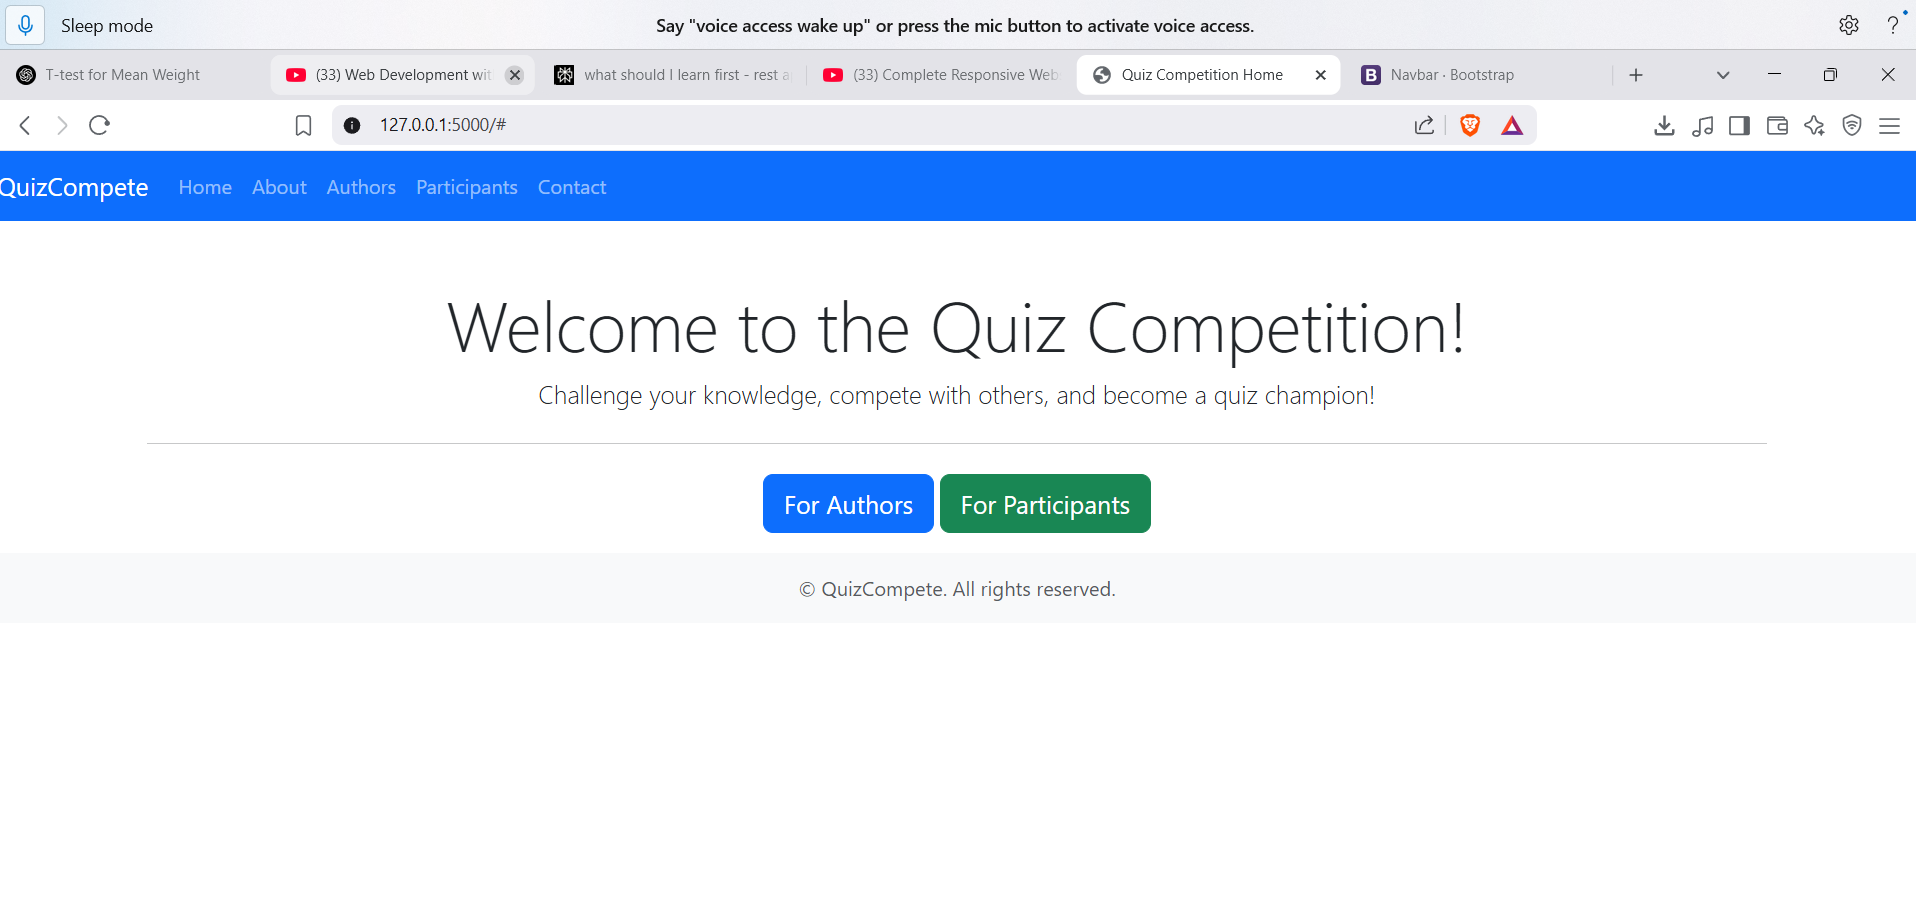 Sleep mode
Say "voice access wake up" or press the mic button to activate voice access.
T-test for Mean Weight
(33) Web Development wit
what should I learn first - rest a
(33) Complete Responsive Web
Quiz Competition Home
B Navbar · Bootstrap
127.0.0.1:5000/#
QuizCompete Home About Authors Participants Contact
Welcome to the Quiz Competition!
Challenge your knowledge, compete with others, and become a quiz champion!
For Authors For Participants
© QuizCompete. All rights reserved.